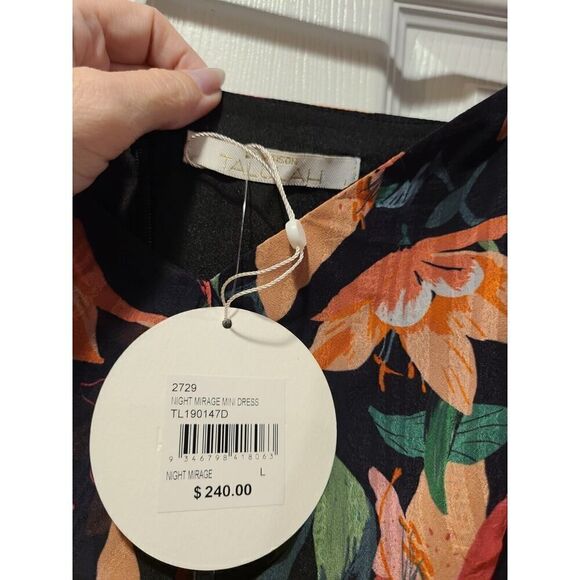 TALULAH
2729
NIGHT MIRAGE MINI DRESS
TL190147D
9 346798 418063
NIGHT MIRAGE L
$ 240.00